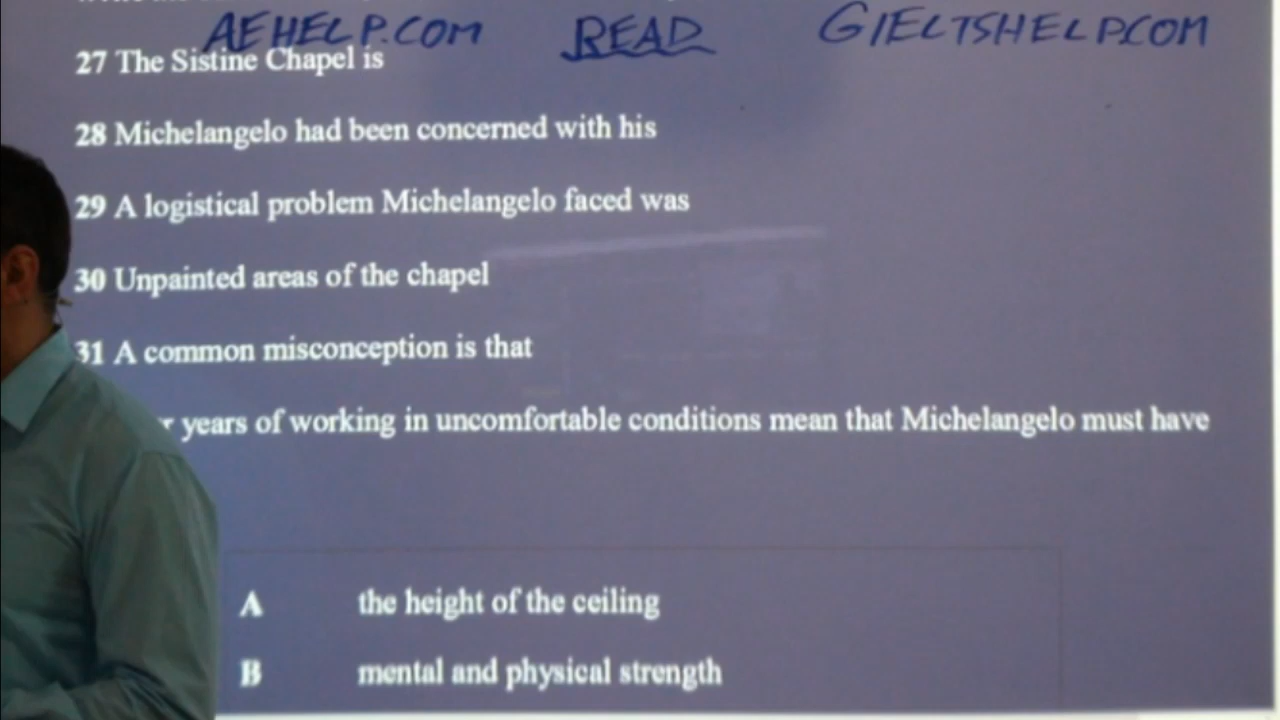 AEHELP.COM READ GIELTSHELP.COM
27 The Sistine Chapel is
28 Michelangelo had been concerned with his
29 A logistical problem Michelangelo faced was
30 Unpainted areas of the chapel
31 A common misconception is that
years of working in uncomfortable conditions mean that Michelangelo must have
A the height of the ceiling
B mental and physical strength